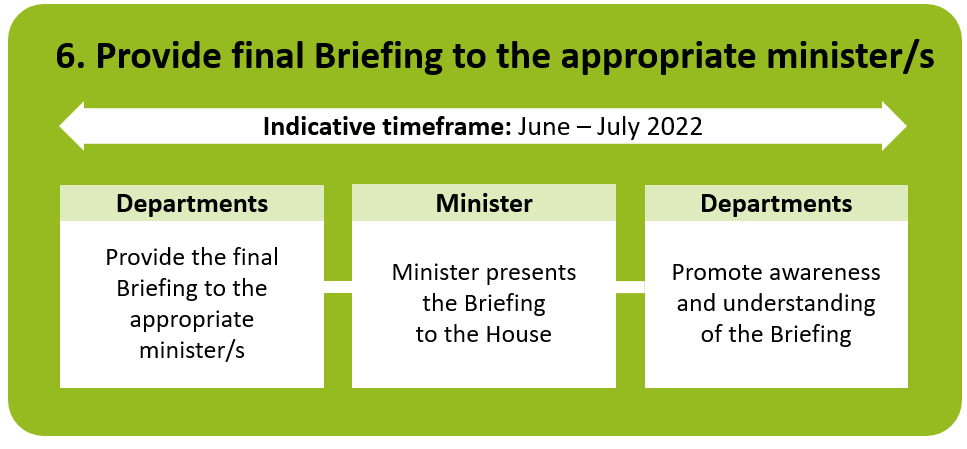 6. Provide final Briefing to the appropriate minister/s
Indicative timeframe: June – July 2022
Departments
Provide the final
Briefing to the
appropriate
minister/s
Minister
Minister presents
the Briefing
to the House
Departments
Promote awareness
and understanding
of the Briefing